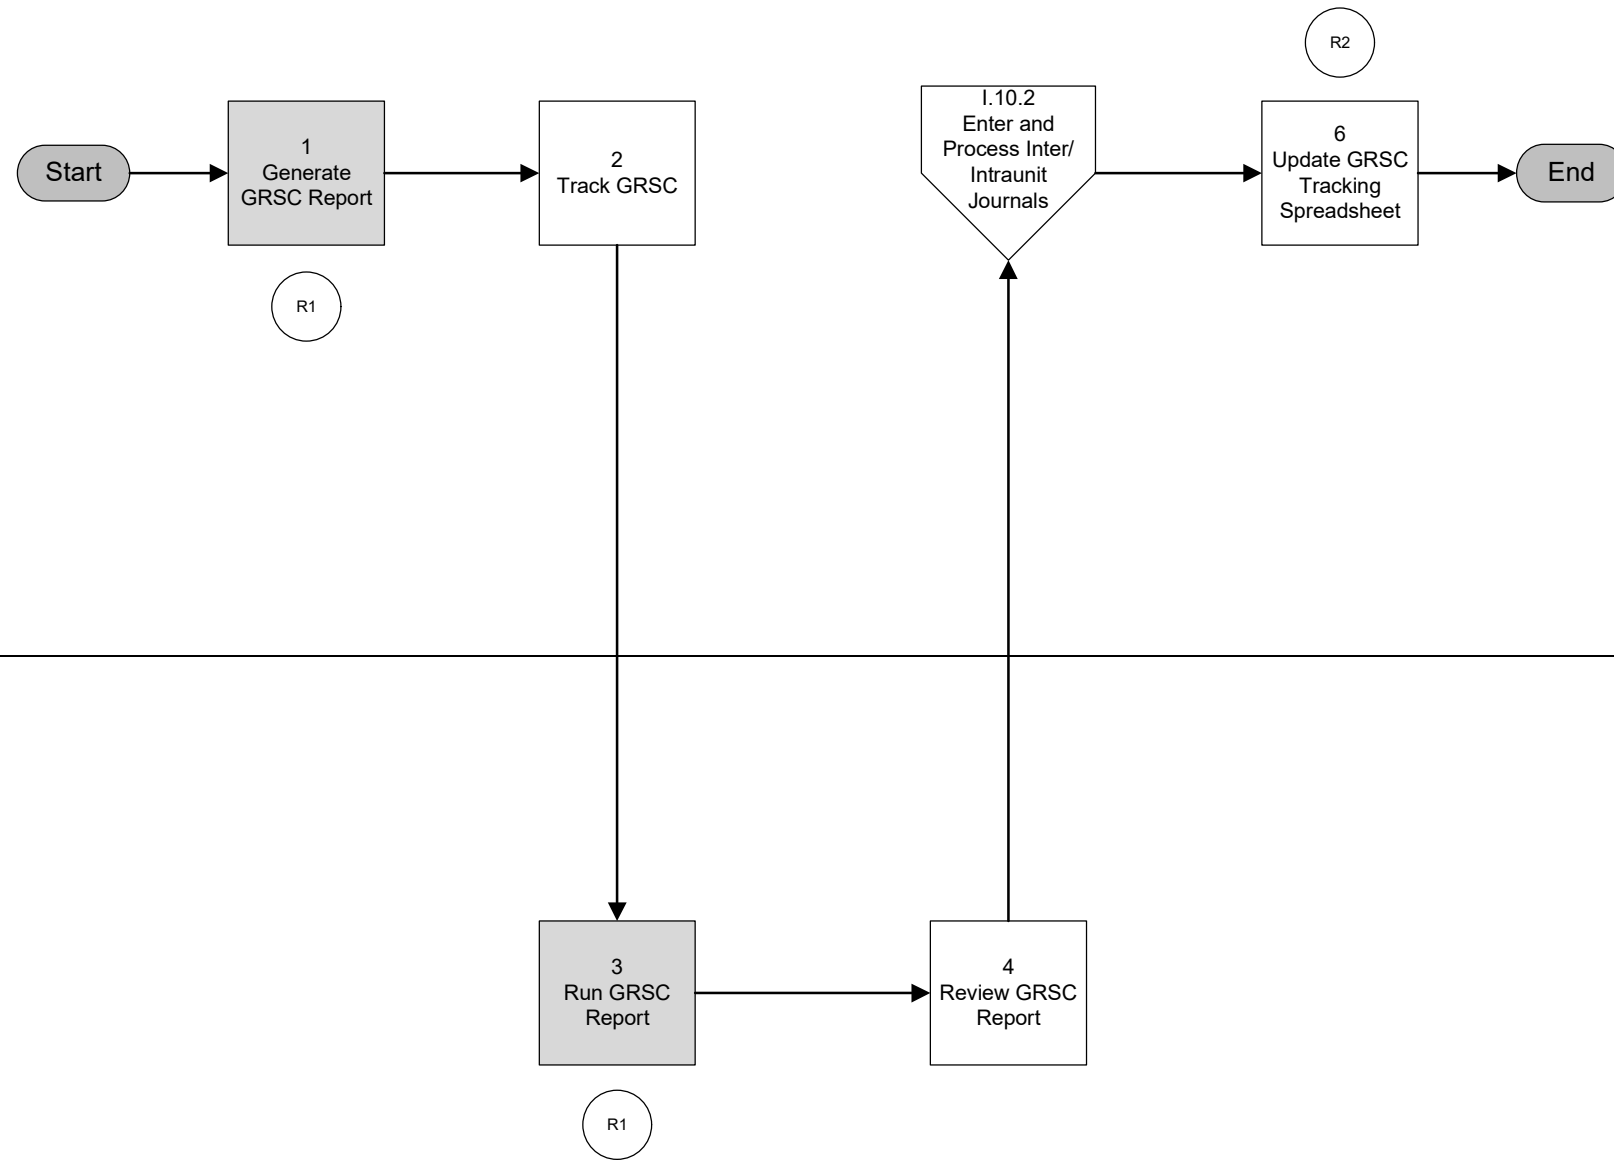 R2
Start
1
Generate
GRSC Report
R1
2
Track GRSC
I.10.2
Enter and
Process Inter/
Intraunit
Journals
6
Update GRSC
Tracking
Spreadsheet
End
3
Run GRSC
Report
R1
4
Review GRSC
Report